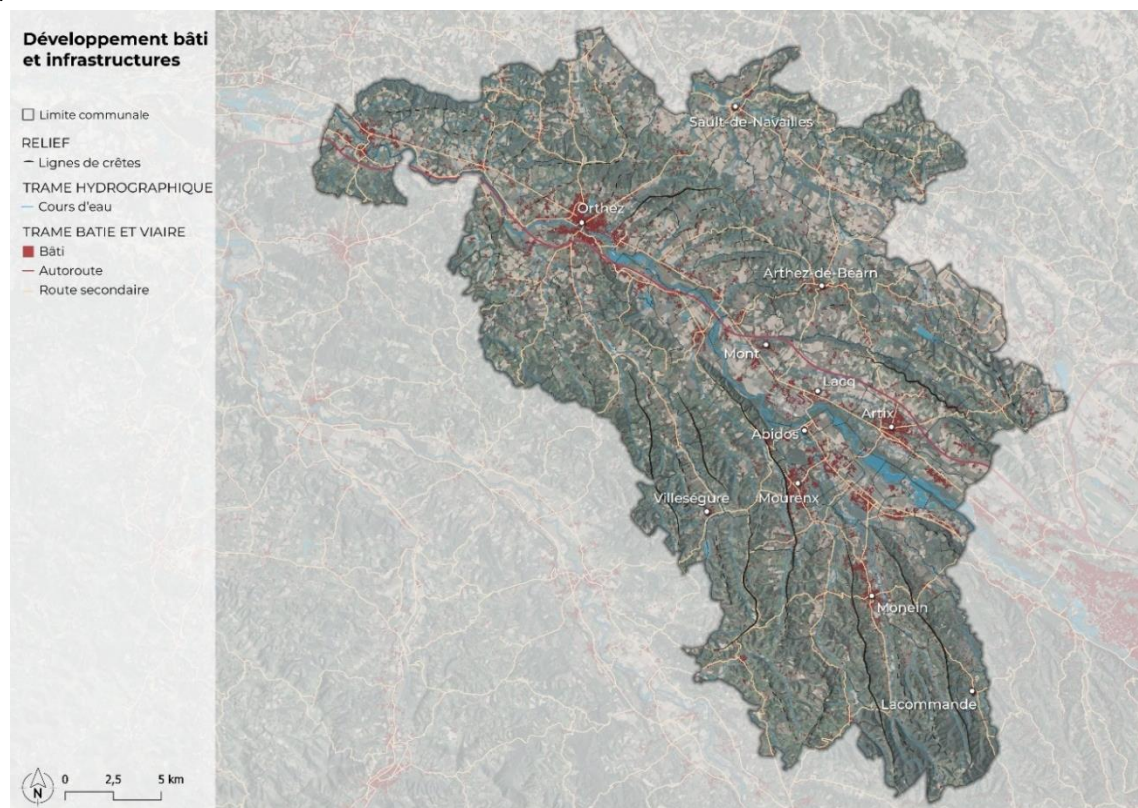 Développement bâti
et infrastructures
Limite communale
RELIEF
Lignes de crêtes
TRAME HYDROGRAPHIQUE
Cours d'eau
TRAME BATIE ET VIAIRE
Bâti
Autoroute
Route secondaire
Sault-de-Navailles
Orthez
Arthez-de-Béarn
Mont
Lacq
Artix
Abidos
Villeségure
Mourenx
Monein
Lacommande
0 2,5 5 km
N